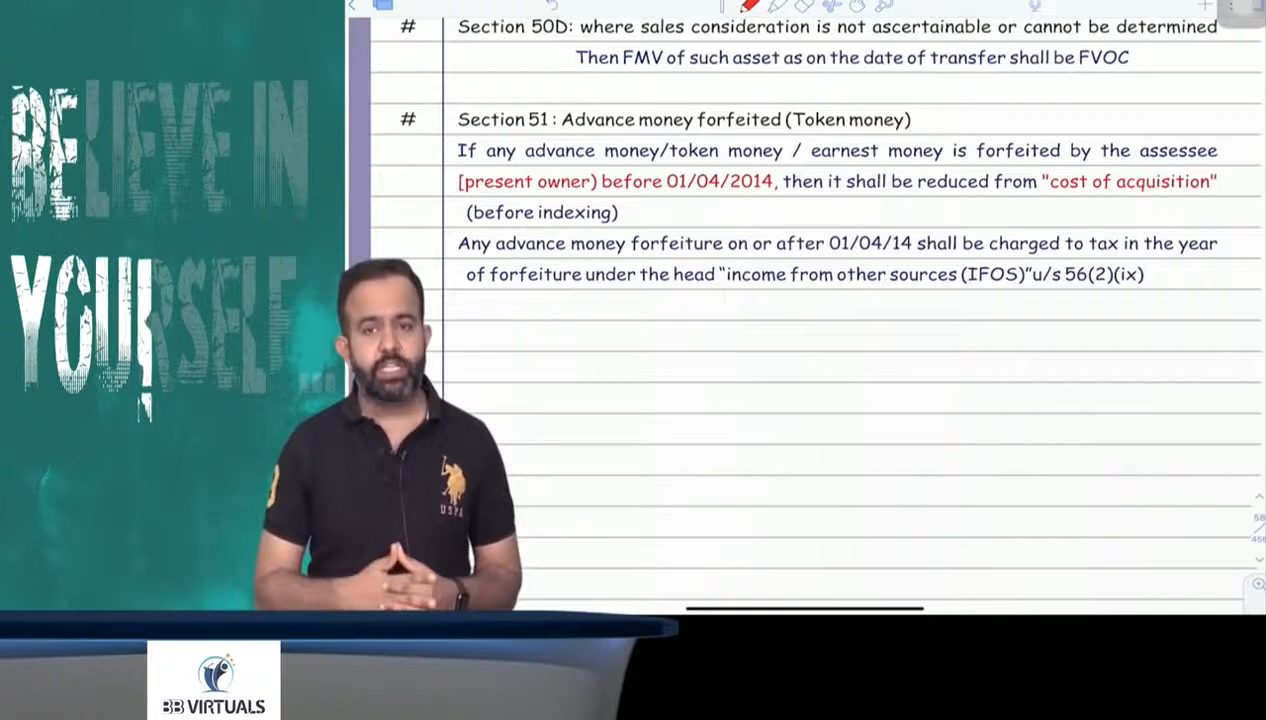 BELIEVE IN
YOURSELF...!
# Section 50D: where sales consideration is not ascertainable or cannot be determined
Then FMV of such asset as on the date of transfer shall be FVOC
# Section 51 : Advance money forfeited (Token money)
If any advance money/token money / earnest money is forfeited by the assessee
[present owner) before 01/04/2014, then it shall be reduced from "cost of acquisition"
(before indexing)
Any advance money forfeiture on or after 01/04/14 shall be charged to tax in the year
of forfeiture under the head “income from other sources (IFOS)”u/s 56(2)(ix)
3
USPA
BB VIRTUALS